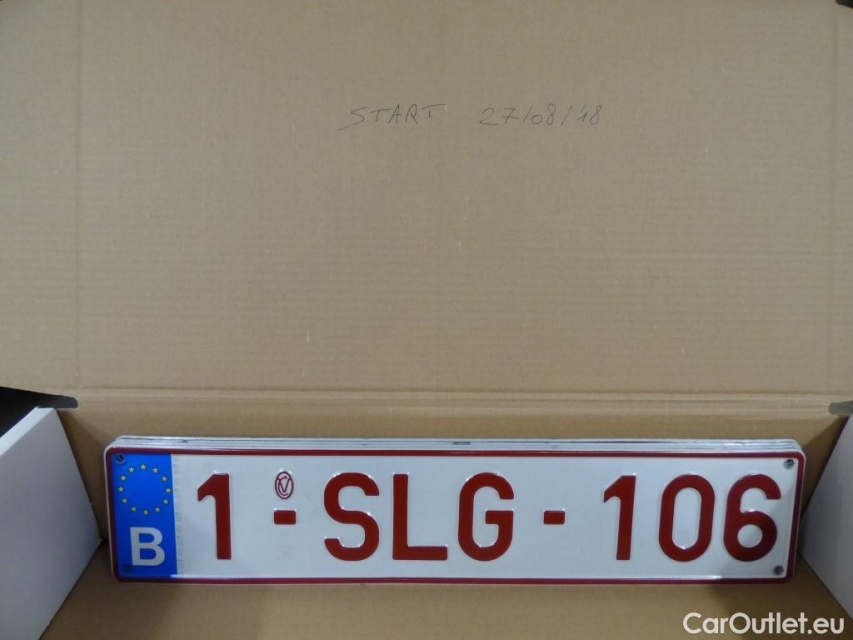 START 27/08/18
B 1-SLG-106
CarOutlet.eu